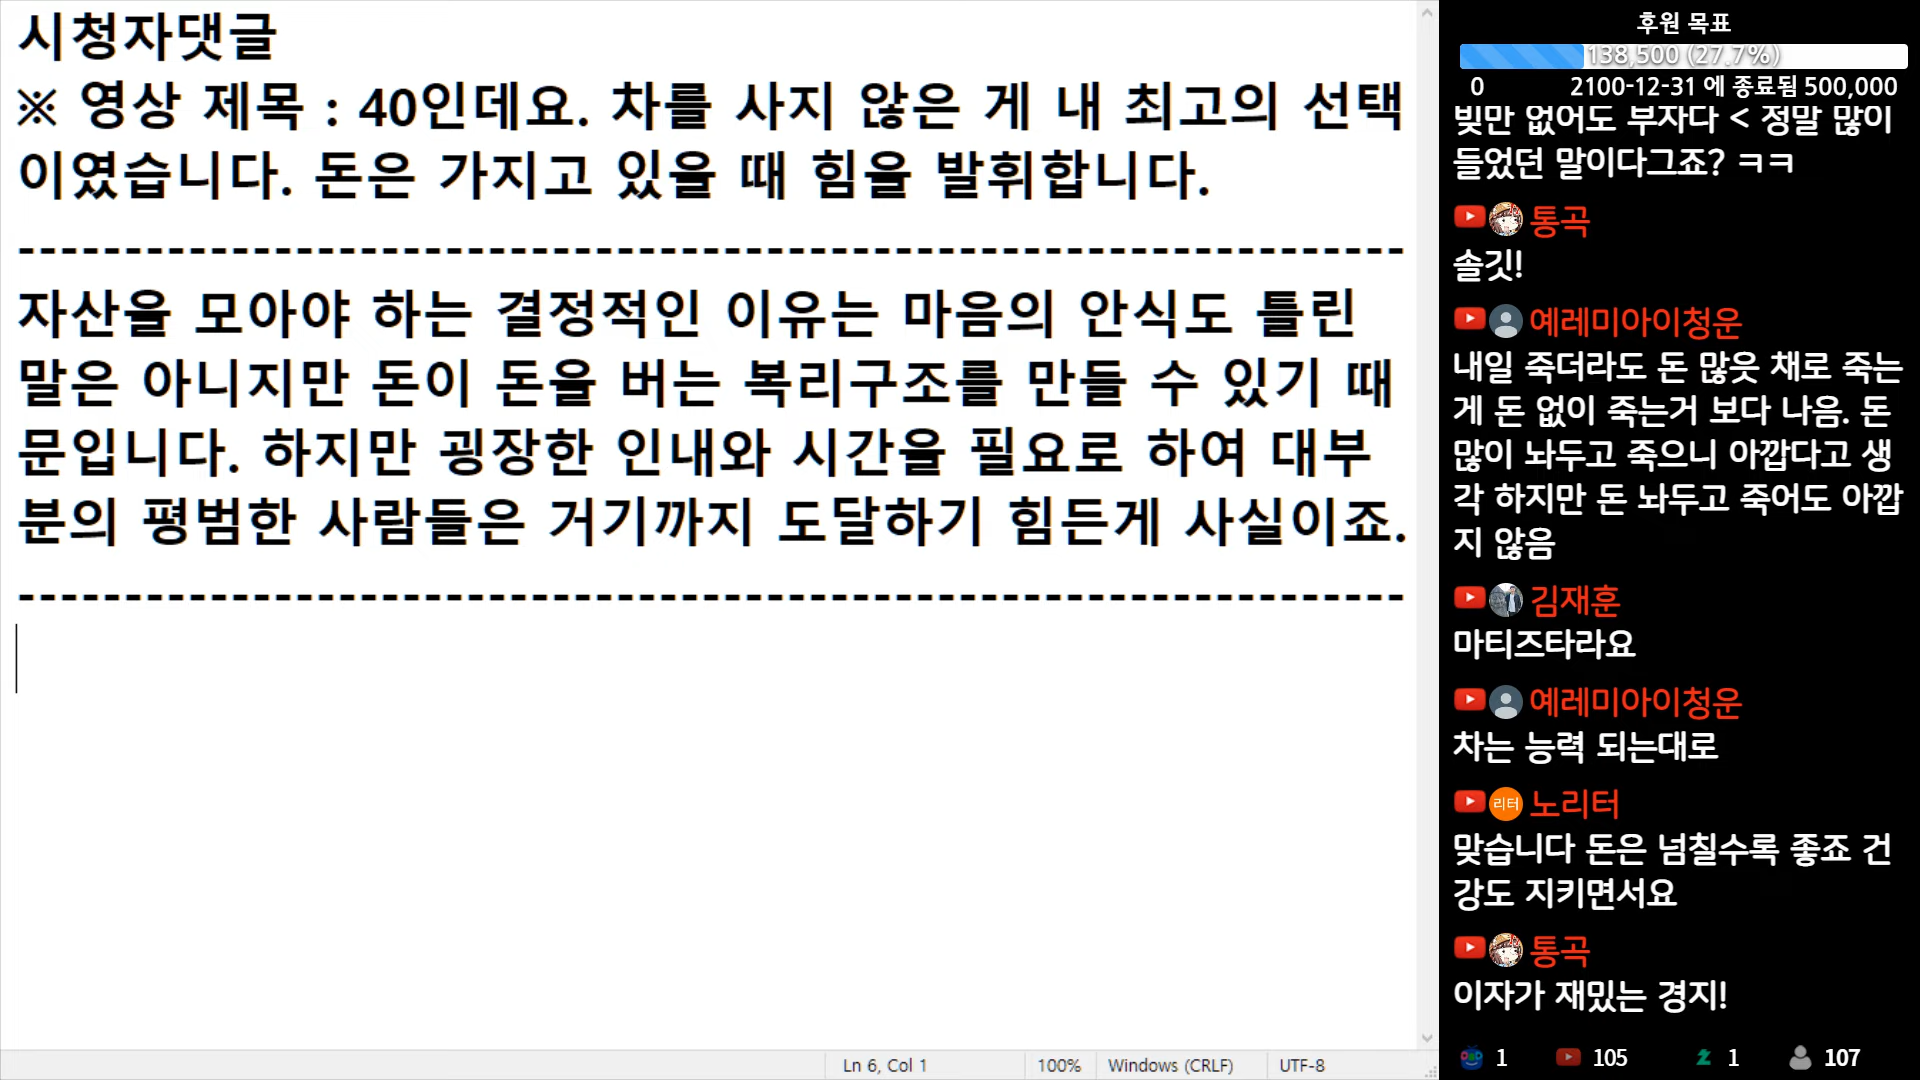 시청자댓글
※ 영상 제목 : 40인데요. 차를 사지 않은 게 내 최고의 선택
이였습니다. 돈은 가지고 있을 때 힘을 발휘합니다.
-----------------------------------------------------------------
자산을 모아야 하는 결정적인 이유는 마음의 안식도 틀린
말은 아니지만 돈이 돈을 버는 복리구조를 만들 수 있기 때
문입니다. 하지만 굉장한 인내와 시간을 필요로 하여 대부
분의 평범한 사람들은 거기까지 도달하기 힘든게 사실이죠.
-----------------------------------------------------------------
Ln 6, Col 1
100%
Windows (CRLF)
UTF-8
후원 목표
138,500 (27.7%)
0
2100-12-31 에 종료됨
500,000
빚만 없어도 부자다 < 정말 많이
들었던 말이다그죠? ㅋㅋ
통곡
솔깃!
예레미아이청운
내일 죽더라도 돈 많읏 채로 죽는
게 돈 없이 죽는거 보다 나음. 돈
많이 놔두고 죽으니 아깝다고 생
각 하지만 돈 놔두고 죽어도 아깝
지 않음
김재훈
마티즈타라요
예레미아이청운
차는 능력 되는대로
리터 노리터
맞습니다 돈은 넘칠수록 좋죠 건
강도 지키면서요
통곡
이자가 재밌는 경지!
1
105
1
107